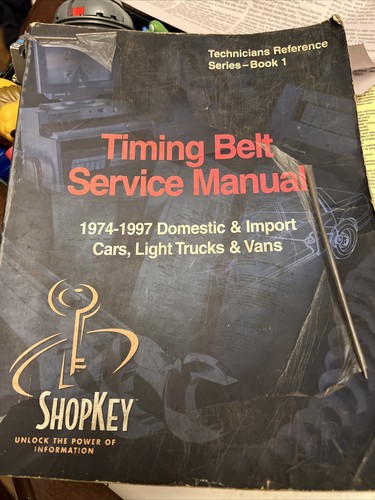 Technicians Reference
Series-Book 1
Timing Belt
Service Manual
1974-1997 Domestic & Import
Cars, Light Trucks & Vans
SHOPKEY
UNLOCK THE POWER OF
INFORMATION